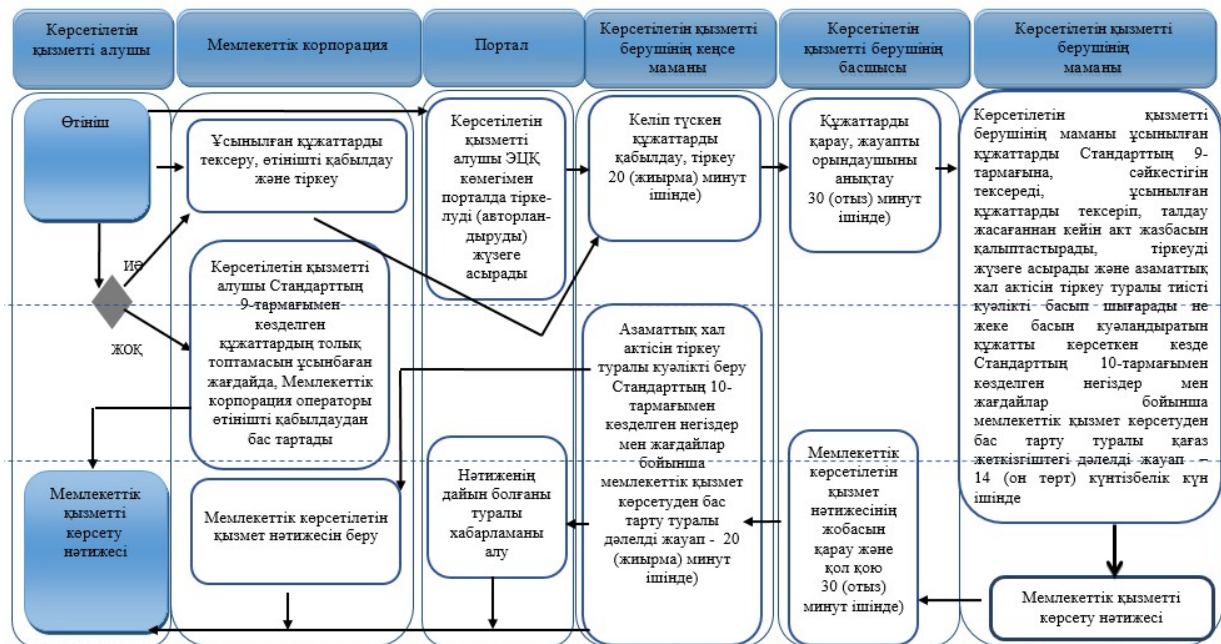 Көрсетілетін
қызметті алушы
Мемлекеттік корпорация
Портал
Көрсетілетін қызметті
берушінің кеңсе
маманы
Көрсетілетін
қызметті берушінің
басшысы
Көрсетілетін қызметті
берушінің
маманы
Өтініш
Ұсынылған құжаттарды
тексеру, өтінішті қабылдау
және тіркеу
Көрсетілетін
қызметті
алушы ЭЦҚ
көмегімен
порталда тірке-
луді (авторлан-
дыруды)
жүзеге
асырады
Келіп түскен
құжаттарды
қабылдау, тіркеу
20 (жиырма) минут
ішінде)
Құжаттарды
қарау, жауапты
орындаушыны
анықтау
30 (отыз) минут
ішінде)
Көрсетілетін қызметті
берушінің маманы ұсынылған
құжаттарды Стандарттың 9-
тармағына, сәйкестігін
тексереді, ұсынылған
құжаттарды тексеріп, талдау
жасағаннан кейін акт жазбасын
қалыптастырады, тіркеуді
жүзеге асырады және азаматтық
хал актісін тіркеу туралы тиісті
куәлікті басып шығарады не
жеке басын куәландыратын
құжатты көрсеткен кезде
Стандарттың 10-тармағымен
көзделген негіздер мен
жағдайлар бойынша
мемлекеттік қызмет көрсетуден
бас тарту туралы қағаз
жеткізгіштегі дәлелді жауап –
14 (он төрт) күнтізбелік күн
ішінде
ИӘ
ЖОҚ
Көрсетілетін қызметті
алушы Стандарттың
9-тармағымен
көзделген
құжаттардың толық
топтамасын ұсынбаған
жағдайда, Мемлекеттік
корпорация операторы
өтінішті қабылдаудан
бас тартады
Азаматтық хал
актісін тіркеу
туралы куәлікті беру
Стандарттың 10-
тармағымен
көзделген негіздер
мен жағдайлар
бойынша
мемлекеттік қызмет
көрсетуден бас
тарту туралы
дәлелді жауап - 20
(жиырма) минут
ішінде)
Мемлекеттік
қызметті
көрсету
нәтижесі
Мемлекеттік көрсетілетін
қызмет нәтижесін беру
Нәтиженің
дайын болғаны
туралы
хабарламаны
алу
Мемлекеттік
көрсетілетін
қызмет
нәтижесінің
жобасын
қарау және
қол қою
30 (отыз)
минут ішінде)
Мемлекеттік қызметті
көрсету нәтижесі